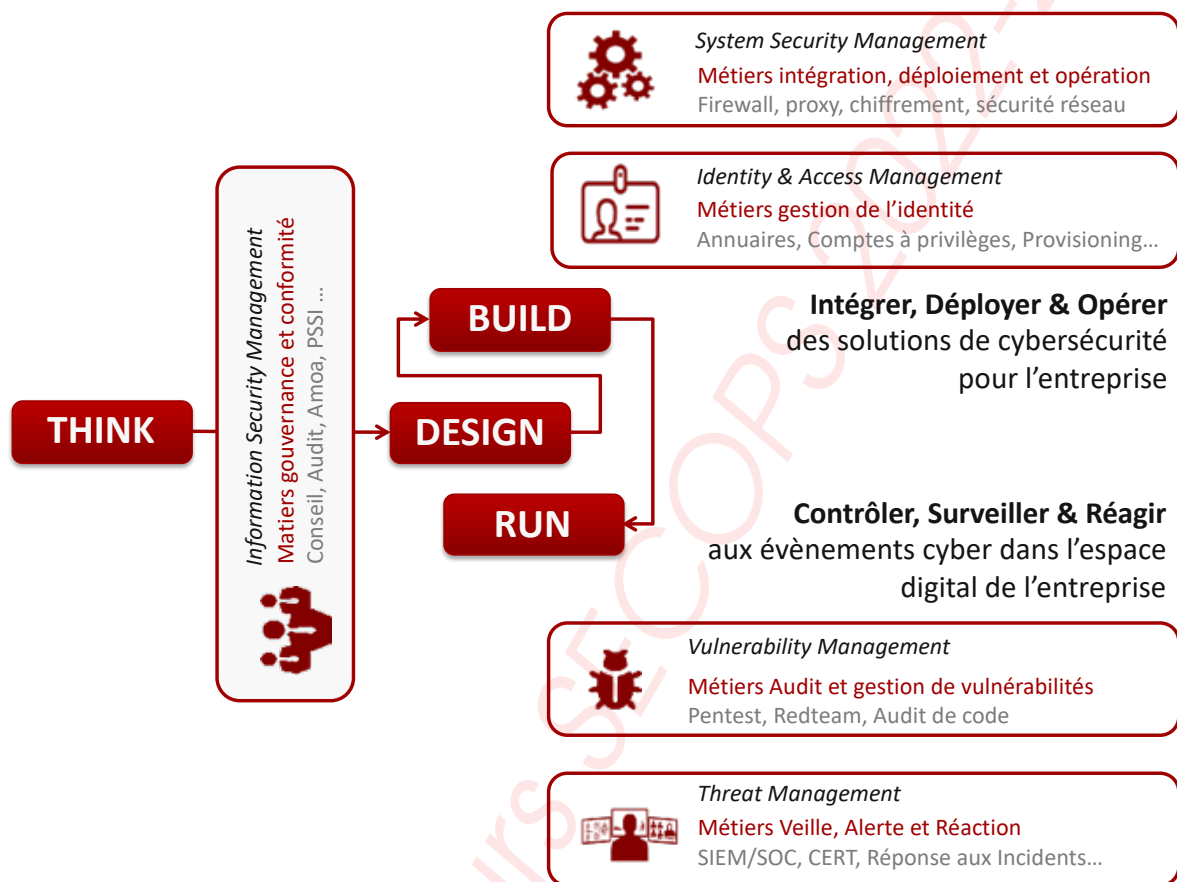 System Security Management
Métiers intégration, déploiement et opération
Firewall, proxy, chiffrement, sécurité réseau
Identity & Access Management
Métiers gestion de l'identité
Annuaires, Comptes à privilèges, Provisioning…
THINK
Information Security Management
Matiers gouvernance et conformité
Conseil, Audit, Amoa, PSSI …
BUILD
DESIGN
RUN
Intégrer, Déployer & Opérer
des solutions de cybersécurité
pour l'entreprise
Contrôler, Surveiller & Réagir
aux évènements cyber dans l'espace
digital de l'entreprise
Vulnerability Management
Métiers Audit et gestion de vulnérabilités
Pentest, Redteam, Audit de code
Threat Management
Métiers Veille, Alerte et Réaction
SIEM/SOC, CERT, Réponse aux Incidents…
SECOPS 2022-2